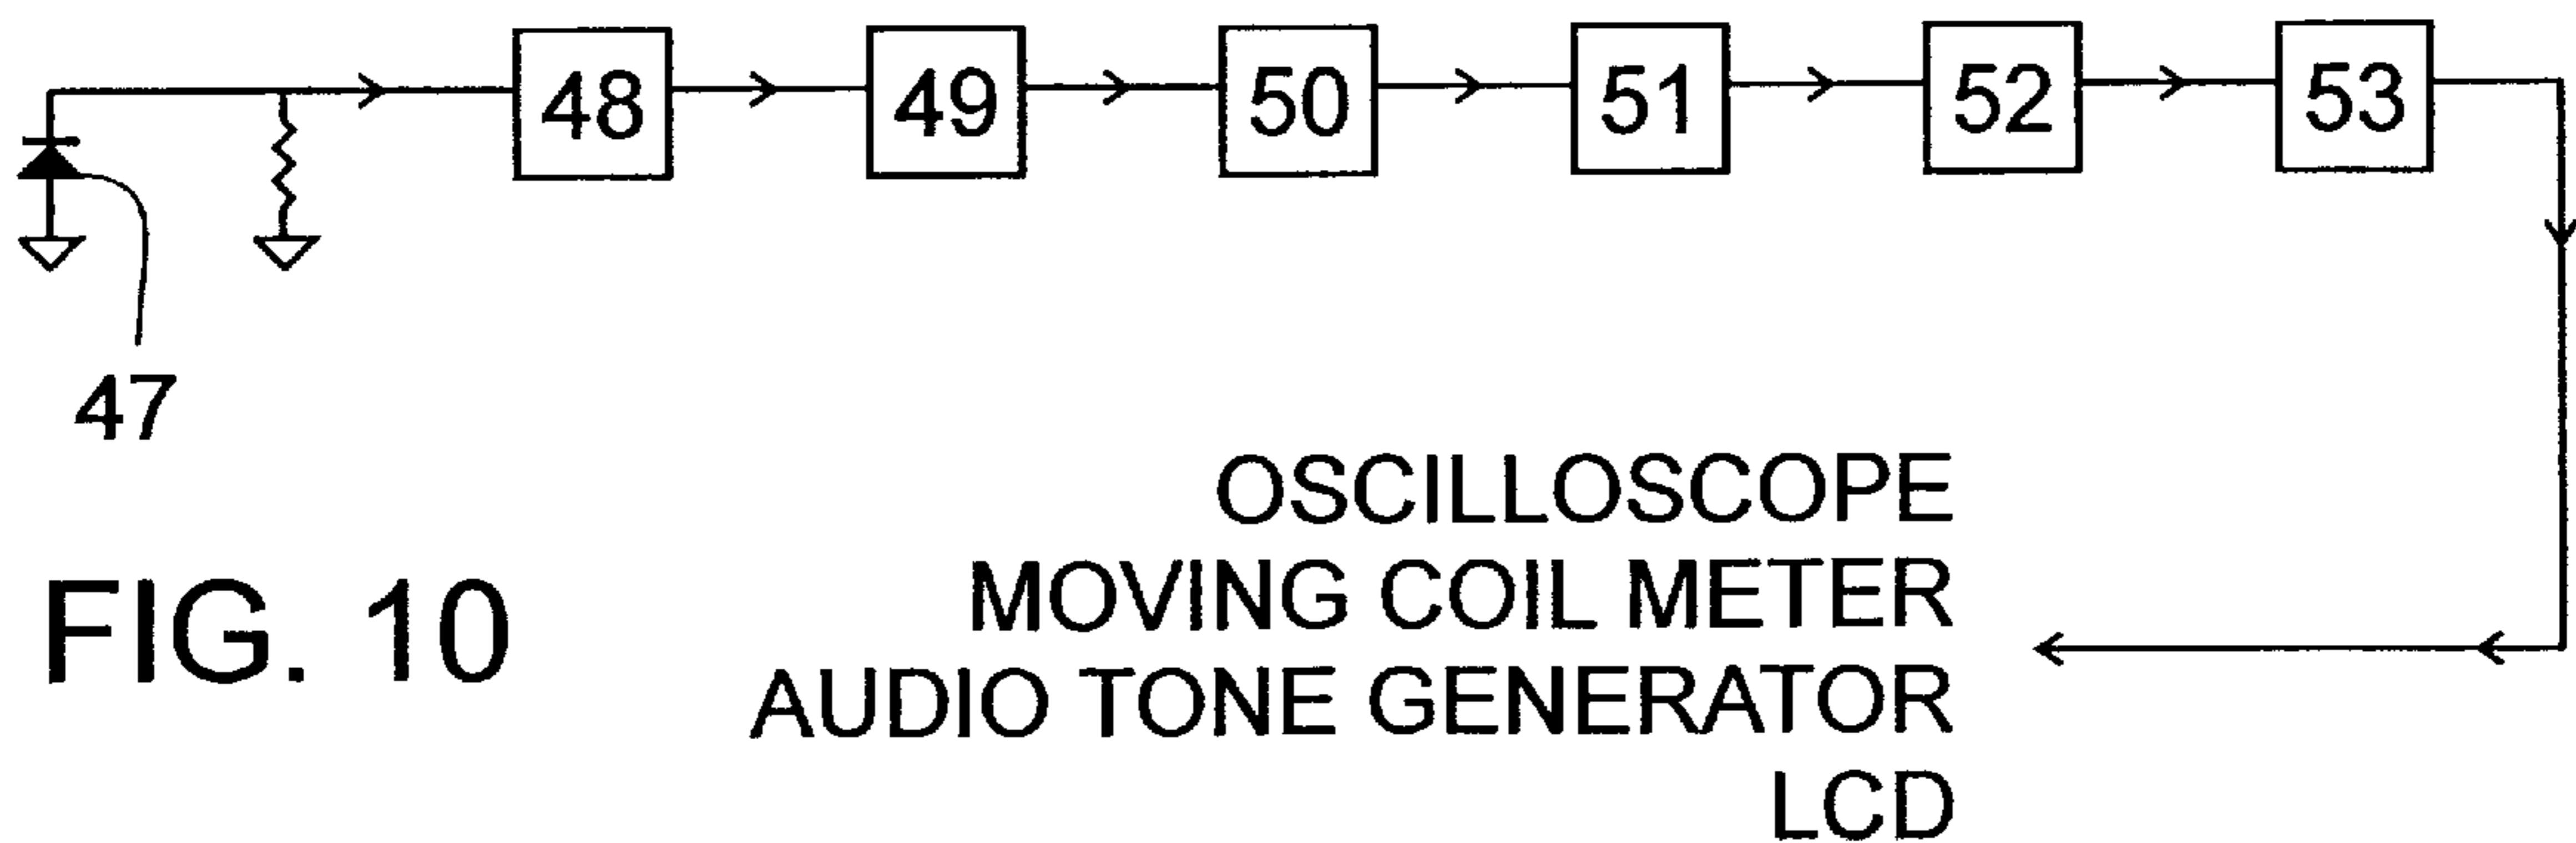 48 49 50 51 52 53
47
OSCILLOSCOPE
MOVING COIL METER
AUDIO TONE GENERATOR
LCD
FIG. 10